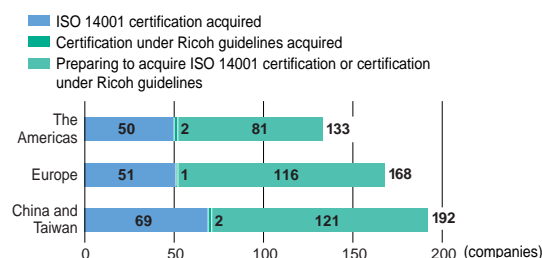 ISO 14001 certification acquired
Certification under Ricoh guidelines acquired
Preparing to acquire ISO 14001 certification or certification
under Ricoh guidelines
The
Americas
50 2 81 133
Europe
51 1 116 168
China and
Taiwan
69 2 121 192
0 50 100 150 200 (companies)